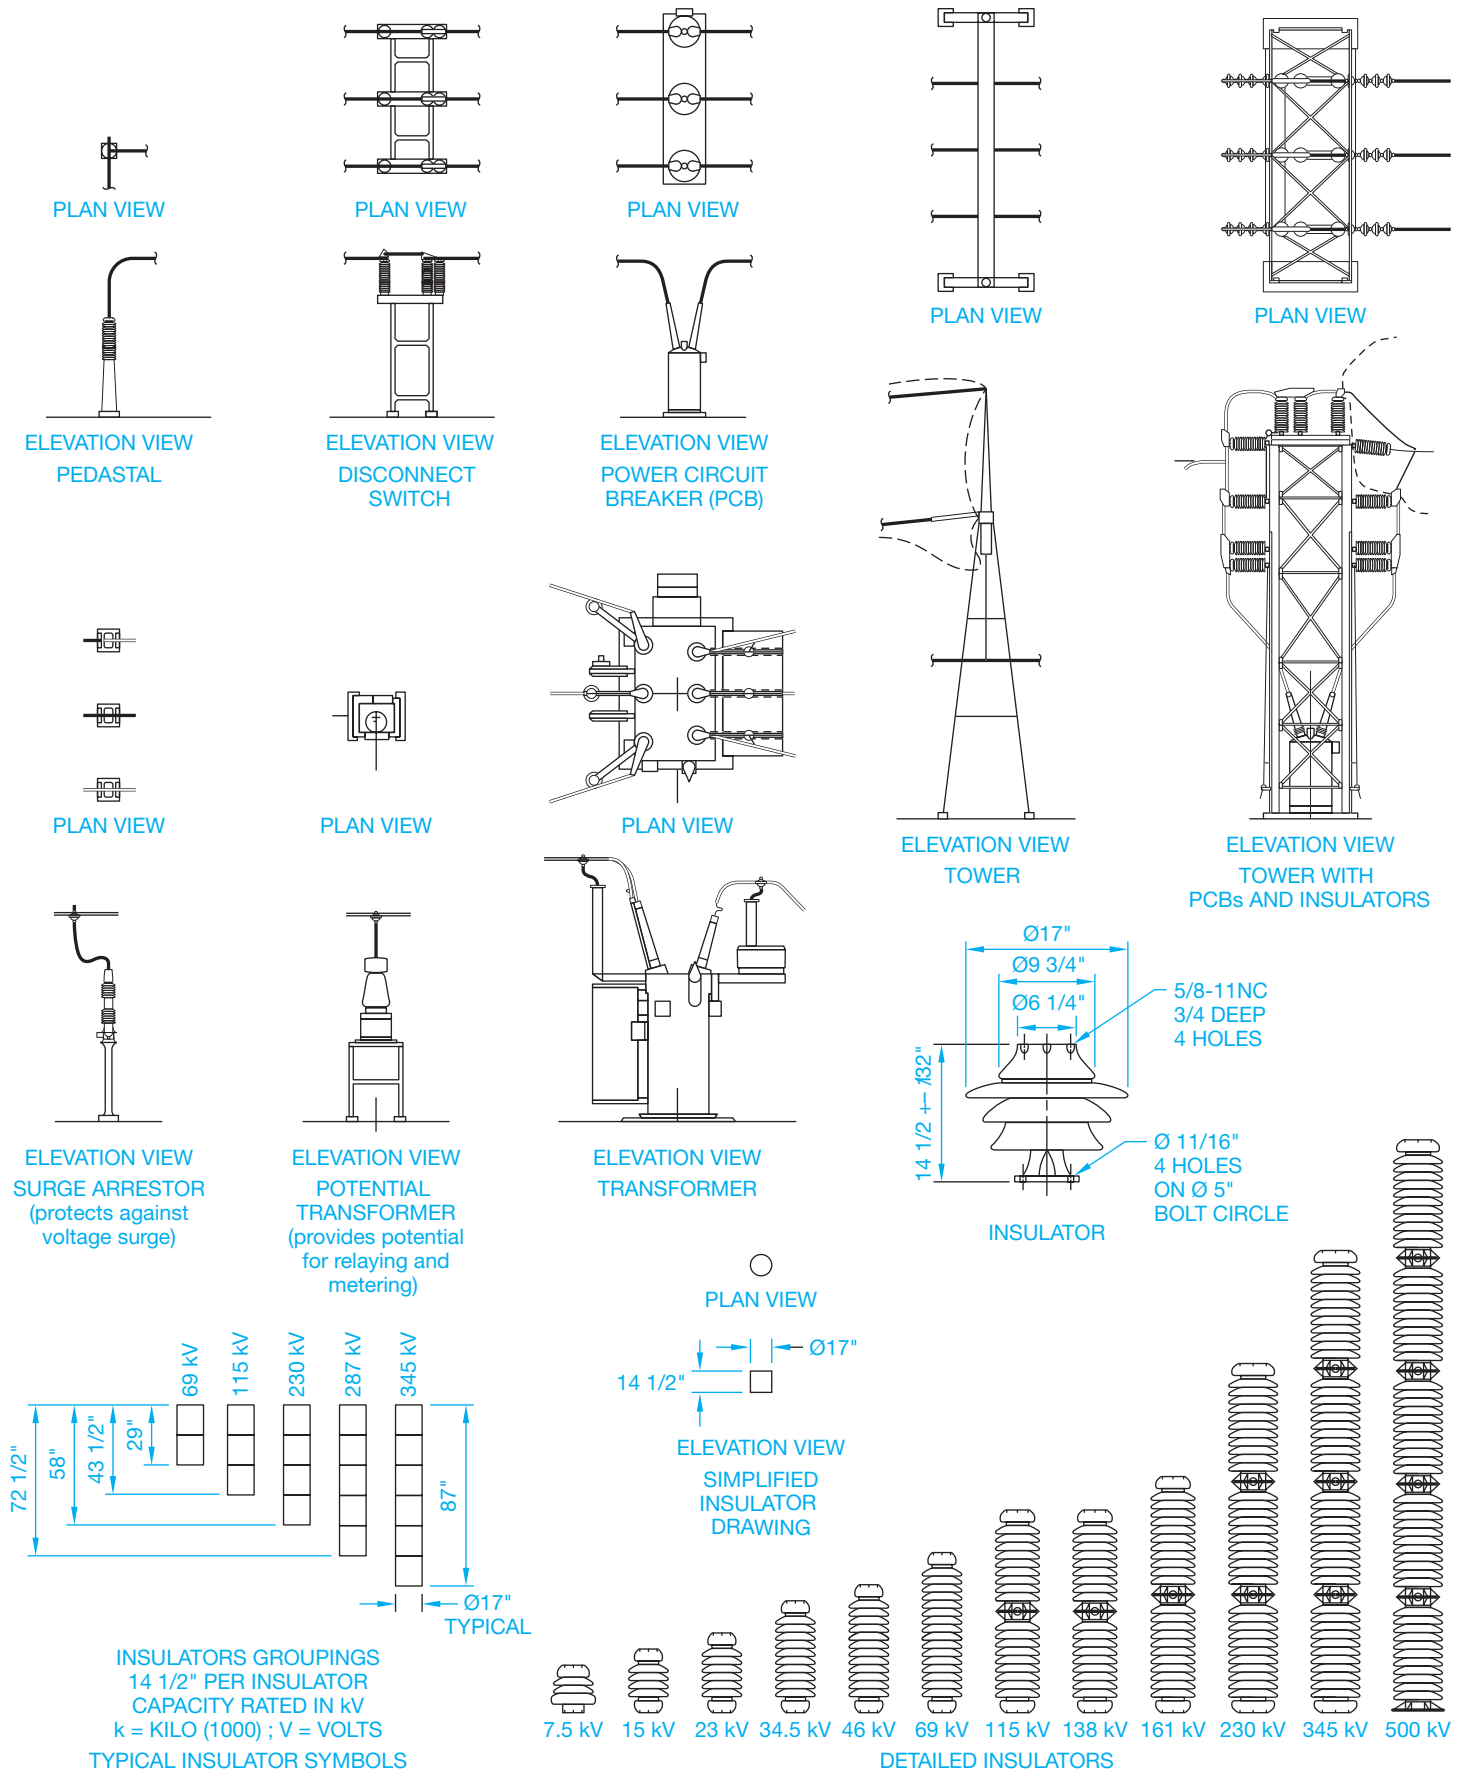 PLAN VIEW
PLAN VIEW
PLAN VIEW
PLAN VIEW
PLAN VIEW
ELEVATION VIEW
PEDASTAL
ELEVATION VIEW
DISCONNECT
SWITCH
ELEVATION VIEW
POWER CIRCUIT
BREAKER (PCB)
PLAN VIEW
PLAN VIEW
PLAN VIEW
ELEVATION VIEW
TOWER
ELEVATION VIEW
TOWER WITH
PCBs AND INSULATORS
ELEVATION VIEW
SURGE ARRESTOR
(protects against
voltage surge)
ELEVATION VIEW
POTENTIAL
TRANSFORMER
(provides potential
for relaying and
metering)
ELEVATION VIEW
TRANSFORMER
Ø17"
Ø9 3/4"
Ø6 1/4"
5/8-11NC
3/4 DEEP
4 HOLES
14 1/2 +– 1/32"
Ø 11/16"
4 HOLES
ON Ø 5"
BOLT CIRCLE
INSULATOR
PLAN VIEW
Ø17"
14 1/2"
ELEVATION VIEW
SIMPLIFIED
INSULATOR
DRAWING
69 kV
115 kV
230 kV
287 kV
345 kV
72 1/2"
58"
43 1/2"
29"
87"
Ø17"
TYPICAL
INSULATORS GROUPINGS
14 1/2" PER INSULATOR
CAPACITY RATED IN kV
k = KILO (1000) ; V = VOLTS
TYPICAL INSULATOR SYMBOLS
7.5 kV 15 kV 23 kV 34.5 kV 46 kV 69 kV 115 kV 138 kV 161 kV 230 kV 345 kV 500 kV
DETAILED INSULATORS